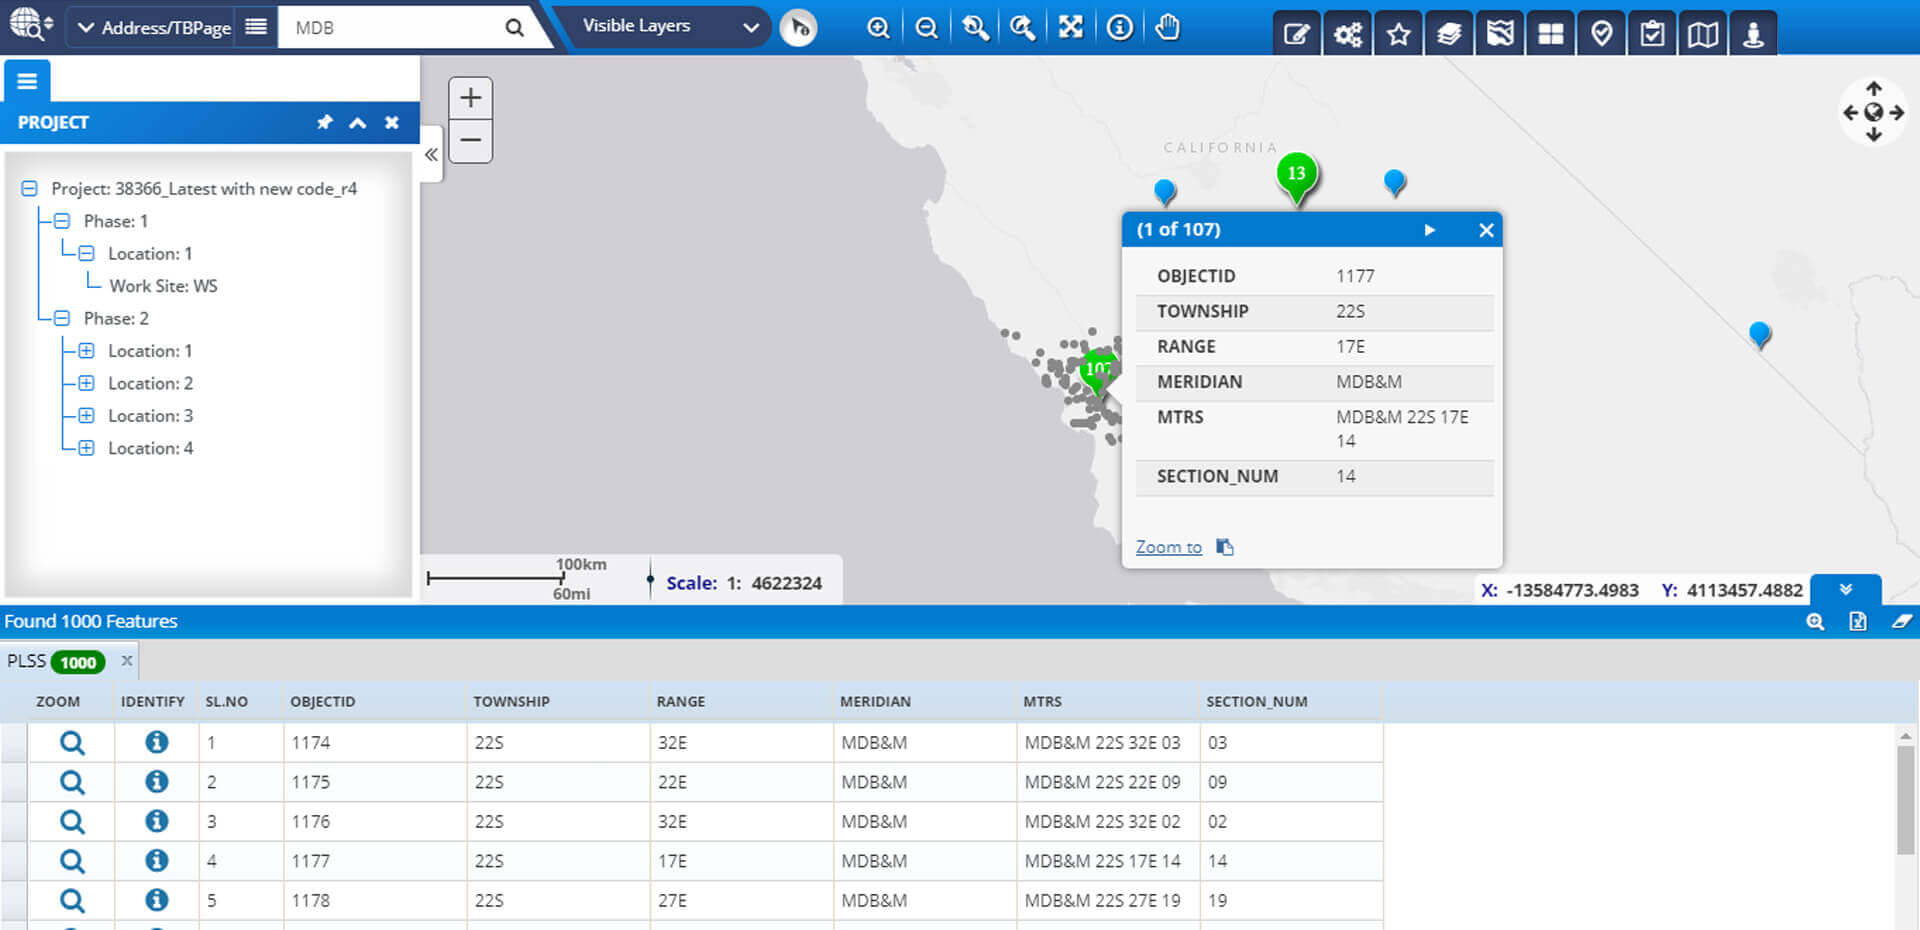 Address/TBPage
MDB
Visible Layers
PROJECT
Project: 38366_Latest with new code_r4
Phase: 1
Location: 1
Work Site: WS
Phase: 2
Location: 1
Location: 2
Location: 3
Location: 4
CALIFORNIA
13
107
(1 of 107)
OBJECTID 1177
TOWNSHIP 22S
RANGE 17E
MERIDIAN MDB&M
MTRS MDB&M 22S 17E
14
SECTION_NUM 14
Zoom to
100km
60mi
Scale: 1: 4622324
X: -13584773.4983 Y: 4113457.4882
Found 1000 Features
PLSS 1000 x
ZOOM IDENTIFY SL.NO OBJECTID TOWNSHIP RANGE MERIDIAN MTRS SECTION_NUM
1 1174 22S 32E MDB&M MDB&M 22S 32E 03 03
2 1175 22S 22E MDB&M MDB&M 22S 22E 09 09
3 1176 22S 32E MDB&M MDB&M 22S 32E 02 02
4 1177 22S 17E MDB&M MDB&M 22S 17E 14 14
5 1178 22S 27E MDB&M MDB&M 22S 27E 19 19